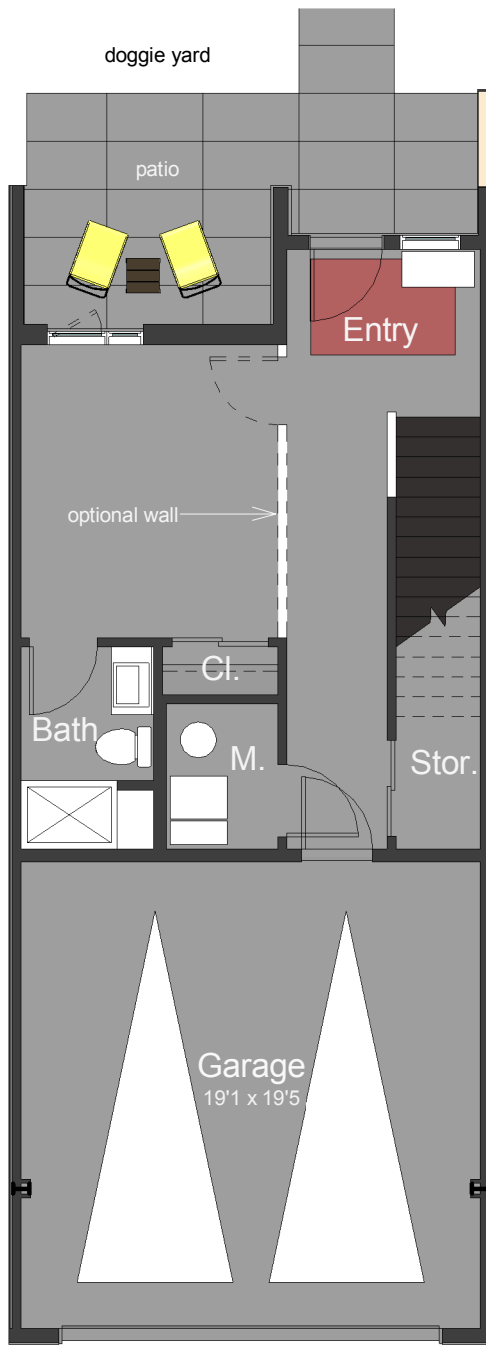 doggie yard
patio
Entry
optional wall
Cl.
Bath
M.
Stor.
Garage
19'1 x 19'5